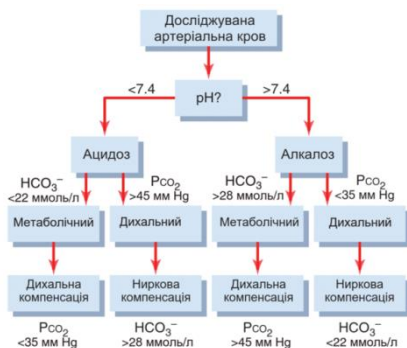 Досліджувана
артеріальна кров
<7.4
pH?
>7.4
Ацидоз
Алкалоз
HCO₃⁻
<22 ммоль/л
Pco₂
>45 мм Hg
HCO₃⁻
>28 ммоль/л
Pco₂
<35 мм Hg
Метаболічний
Дихальний
Метаболічний
Дихальний
Дихальна
компенсація
Ниркова
компенсація
Дихальна
компенсація
Ниркова
компенсація
Pco₂
<35 мм Hg
HCO₃⁻
>28 ммоль/л
Pco₂
>45 мм Hg
HCO₃⁻
<22 ммоль/л